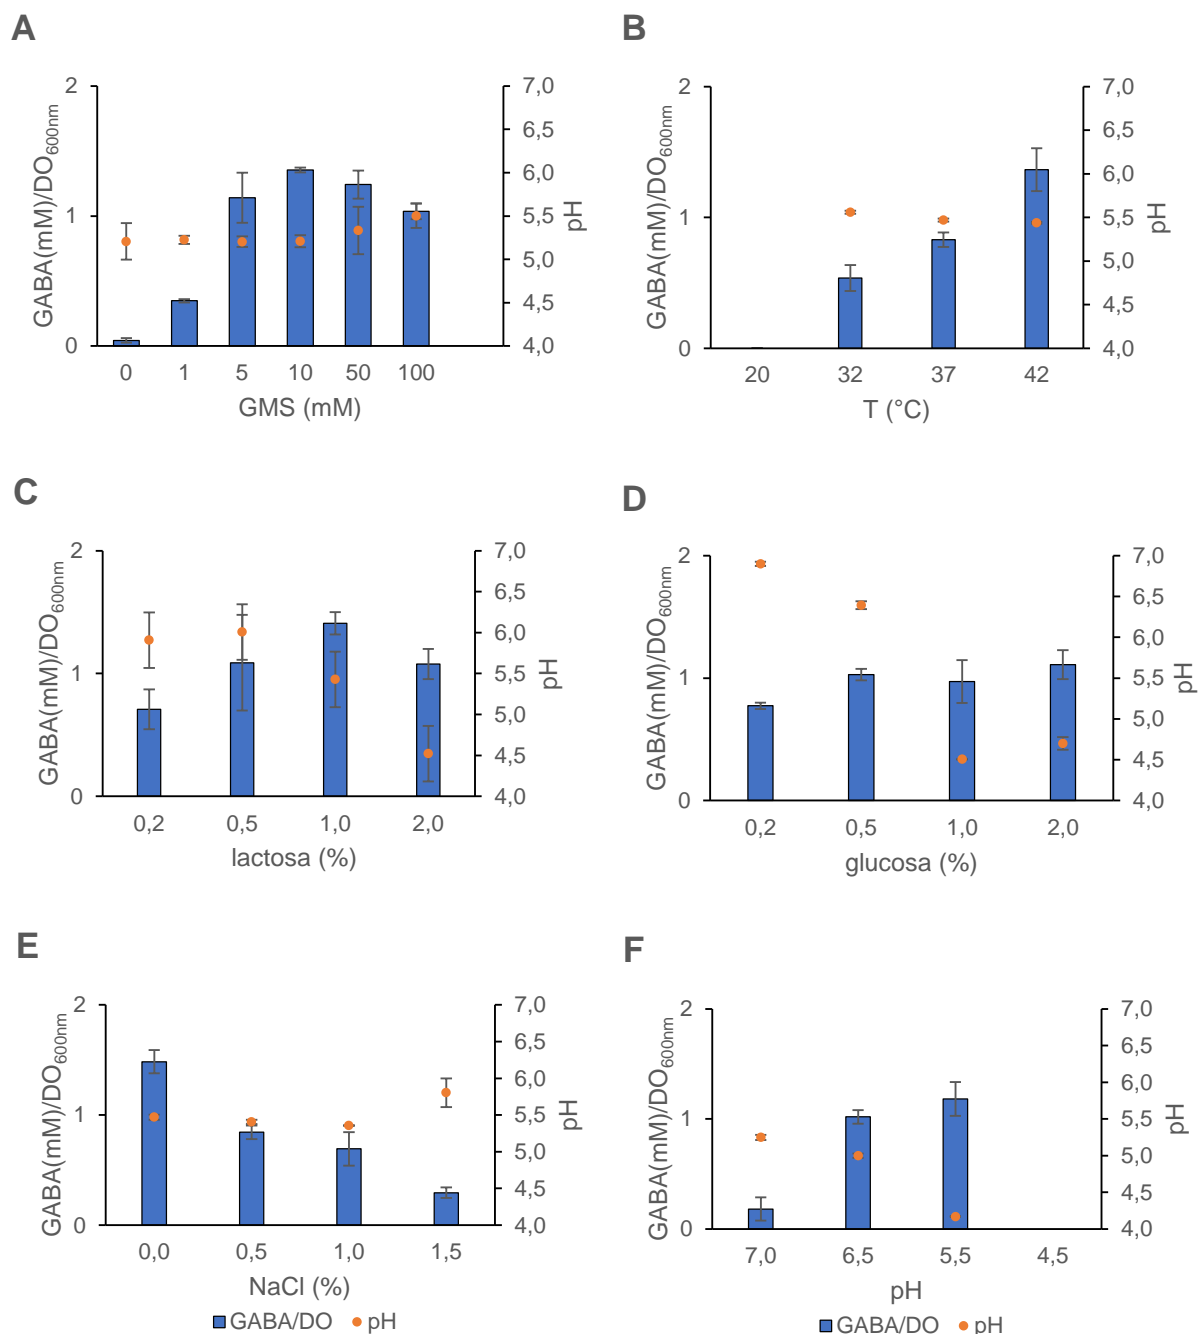 A
GABA(mM)/DO600nm
2
1
0
7,0
6,5
6,0
5,5
5,0
4,5
4,0
pH
0 1 5 10 50 100
GMS (mM)
B
GABA(mM)/DO600nm
2
1
0
7,0
6,5
6,0
5,5
5,0
4,5
4,0
pH
20 32 37 42
T (°C)
C
GABA(mM)/DO600nm
2
1
0
7,0
6,5
6,0
5,5
5,0
4,5
4,0
pH
0,2 0,5 1,0 2,0
lactosa (%)
D
GABA(mM)/DO600nm
2
1
0
7,0
6,5
6,0
5,5
5,0
4,5
4,0
pH
0,2 0,5 1,0 2,0
glucosa (%)
E
GABA(mM)/DO600nm
2
1
0
7,0
6,5
6,0
5,5
5,0
4,5
4,0
pH
0,0 0,5 1,0 1,5
NaCl (%)
GABA/DO pH
F
GABA(mM)/DO600nm
2
1
0
7,0
6,5
6,0
5,5
5,0
4,5
4,0
pH
7,0 6,5 5,5 4,5
pH
GABA/DO pH